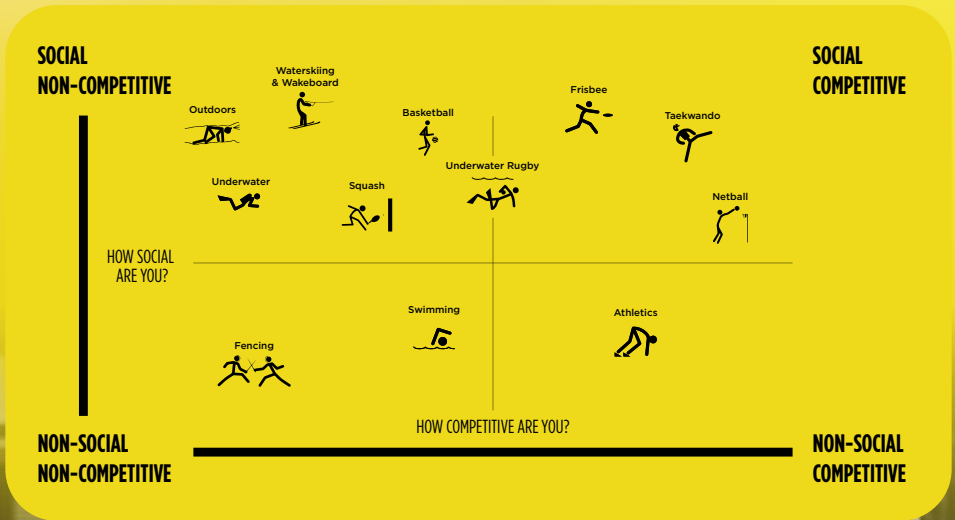 SOCIAL
NON-COMPETITIVE
SOCIAL
COMPETITIVE
Waterskiing
& Wakeboard
Outdoors
Basketball
Frisbee
Taekwando
Underwater
Squash
Underwater Rugby
Netball
HOW SOCIAL
ARE YOU?
Swimming
Athletics
Fencing
HOW COMPETITIVE ARE YOU?
NON-SOCIAL
NON-COMPETITIVE
NON-SOCIAL
COMPETITIVE